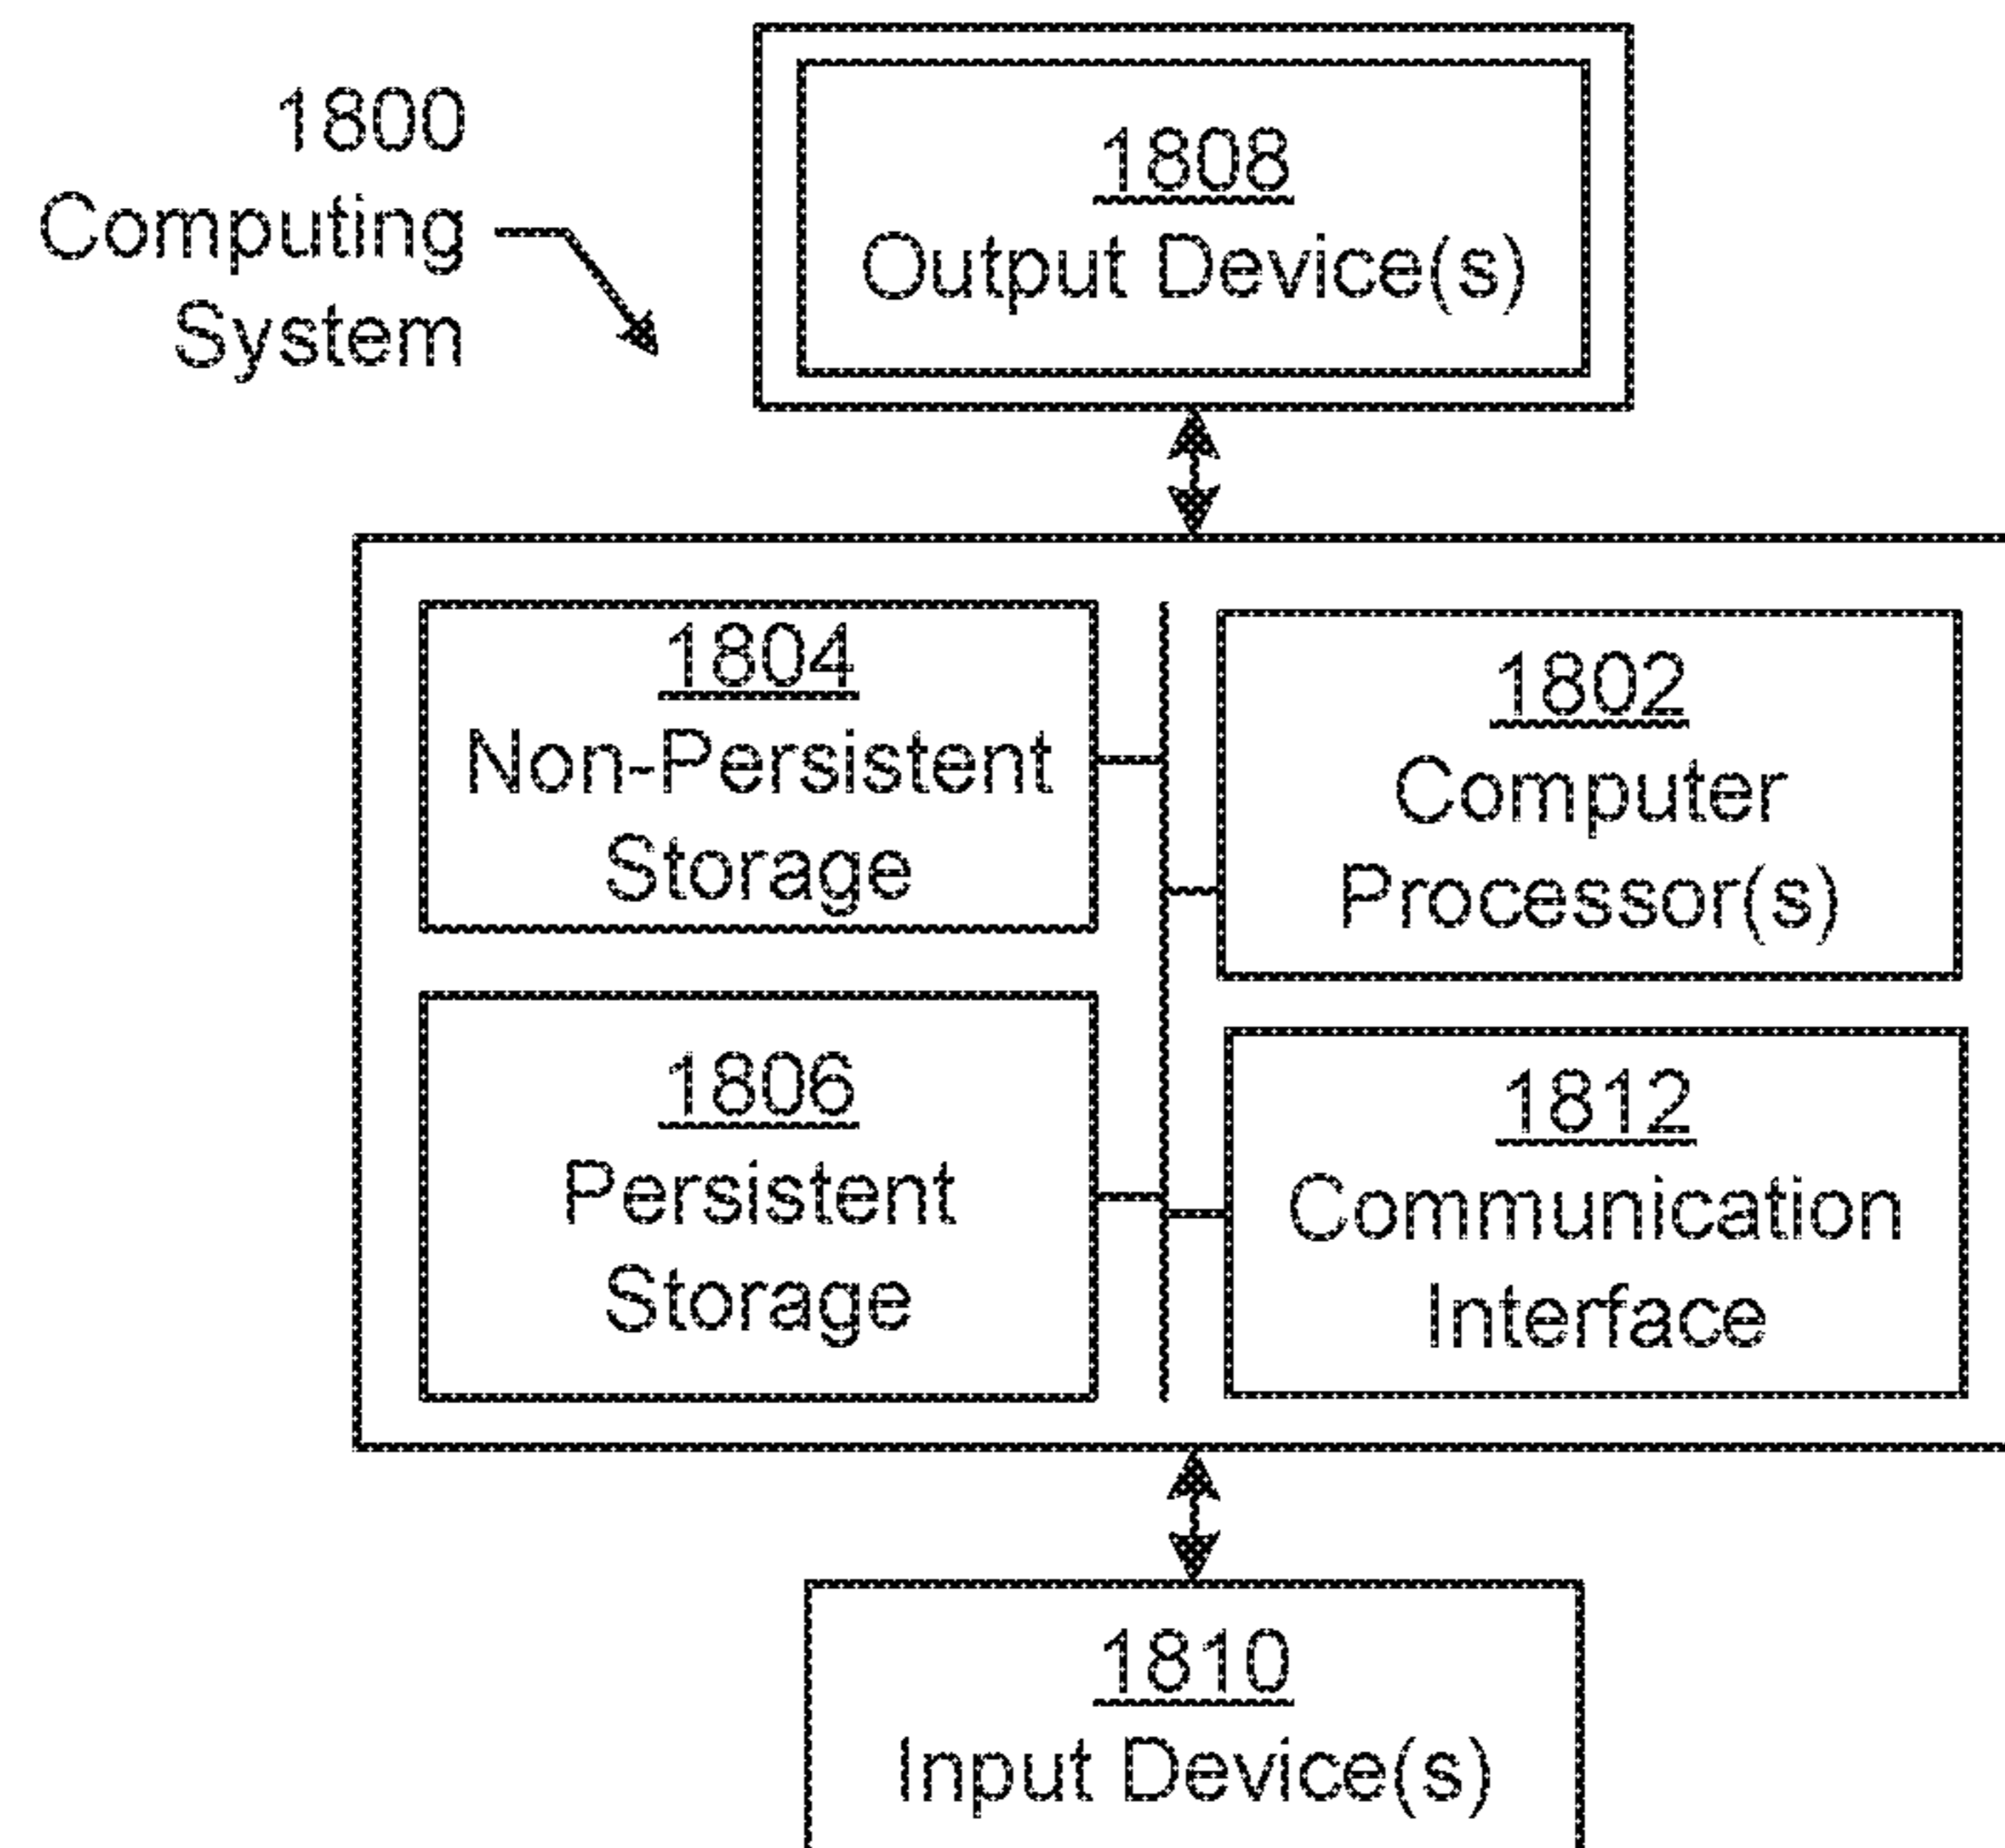 1800
Computing
System
1808
Output Device(s)
1804
Non-Persistent
Storage
1802
Computer
Processor(s)
1806
Persistent
Storage
1812
Communication
Interface
1810
Input Device(s)